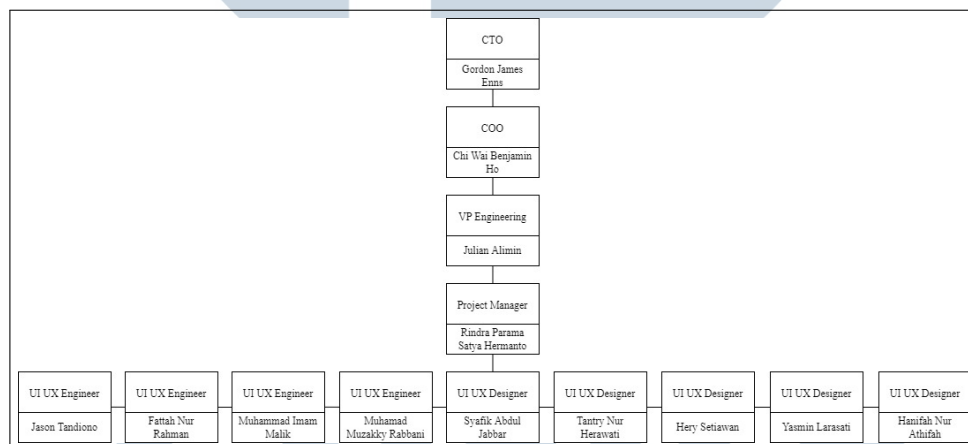 CTO
Gordon James
Enns
COO
Chi Wai Benjamin
Ho
VP Engineering
Julian Alimin
Project Manager
Rindra Parama
Satya Hermanto
UI UX Engineer
Jason Tandiono
UI UX Engineer
Fattah Nur
Rahman
UI UX Engineer
Muhammad Imam
Malik
UI UX Engineer
Muhamad
Muzakky Rabbani
UI UX Designer
Syafik Abdul
Jabbar
UI UX Designer
Tantry Nur
Herawati
UI UX Designer
Hery Setiawan
UI UX Designer
Yasmin Larasati
UI UX Designer
Hanifah Nur
Athifah